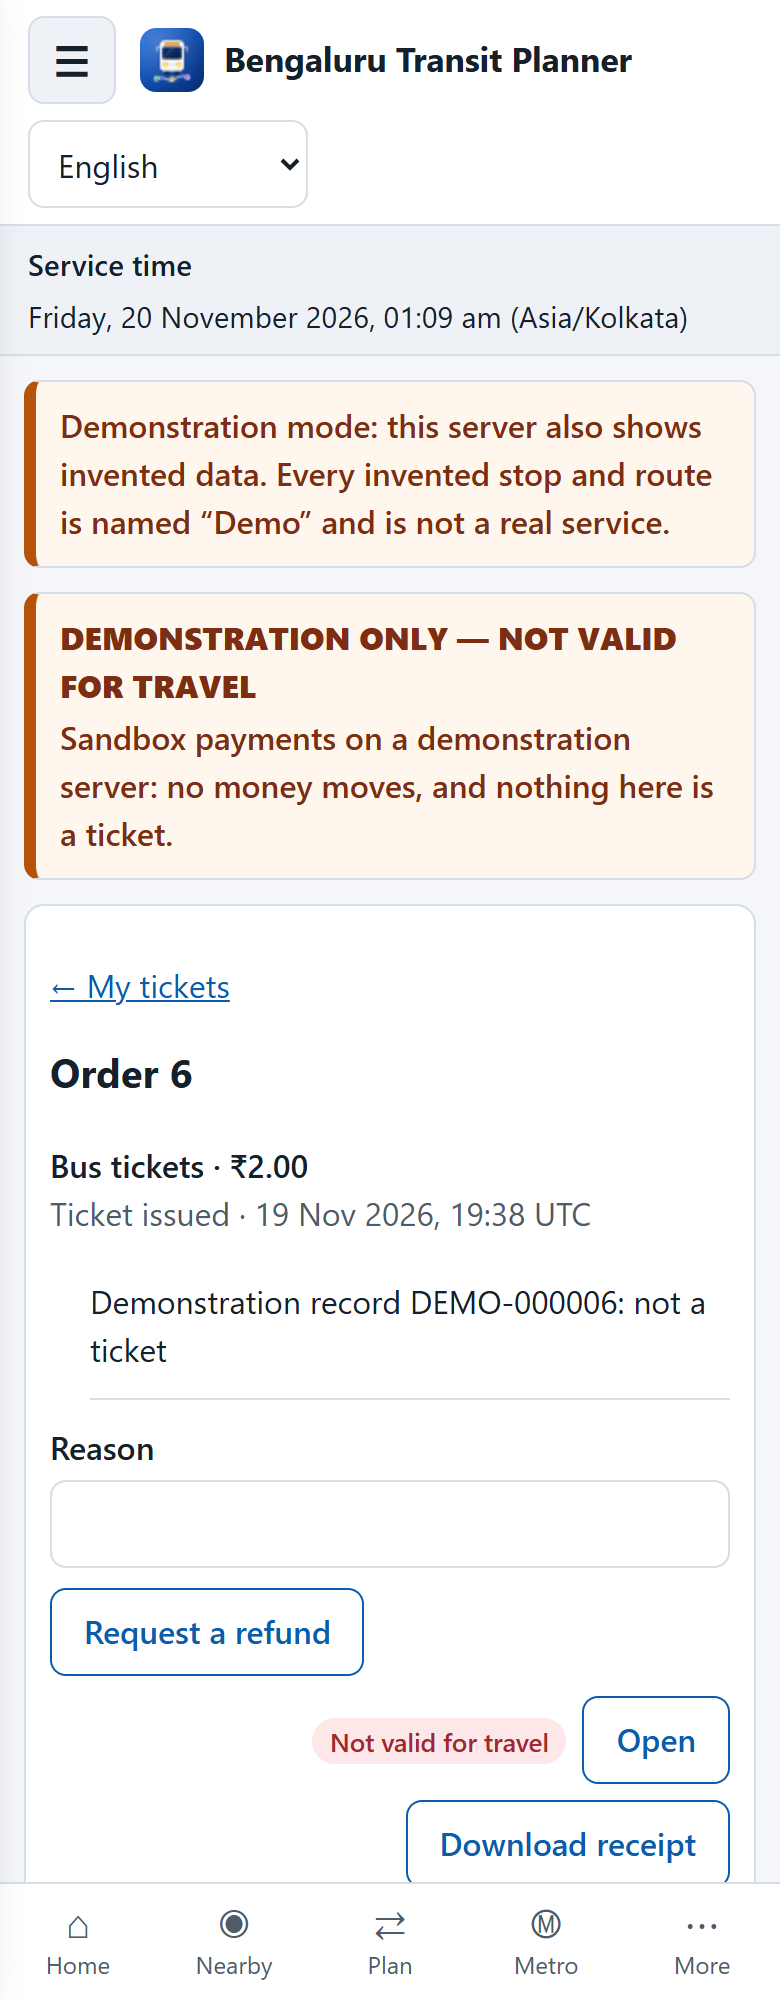 Bengaluru Transit Planner
English
Service time
Friday, 20 November 2026, 01:09 am (Asia/Kolkata)
Demonstration mode: this server also shows
invented data. Every invented stop and route
is named “Demo” and is not a real service.
DEMONSTRATION ONLY — NOT VALID
FOR TRAVEL
Sandbox payments on a demonstration
server: no money moves, and nothing here is
a ticket.
← My tickets
Order 6
Bus tickets · ₹2.00
Ticket issued · 19 Nov 2026, 19:38 UTC
Demonstration record DEMO-000006: not a
ticket
Reason
Request a refund
Not valid for travel
Open
Download receipt
Home
Nearby
Plan
Metro
More